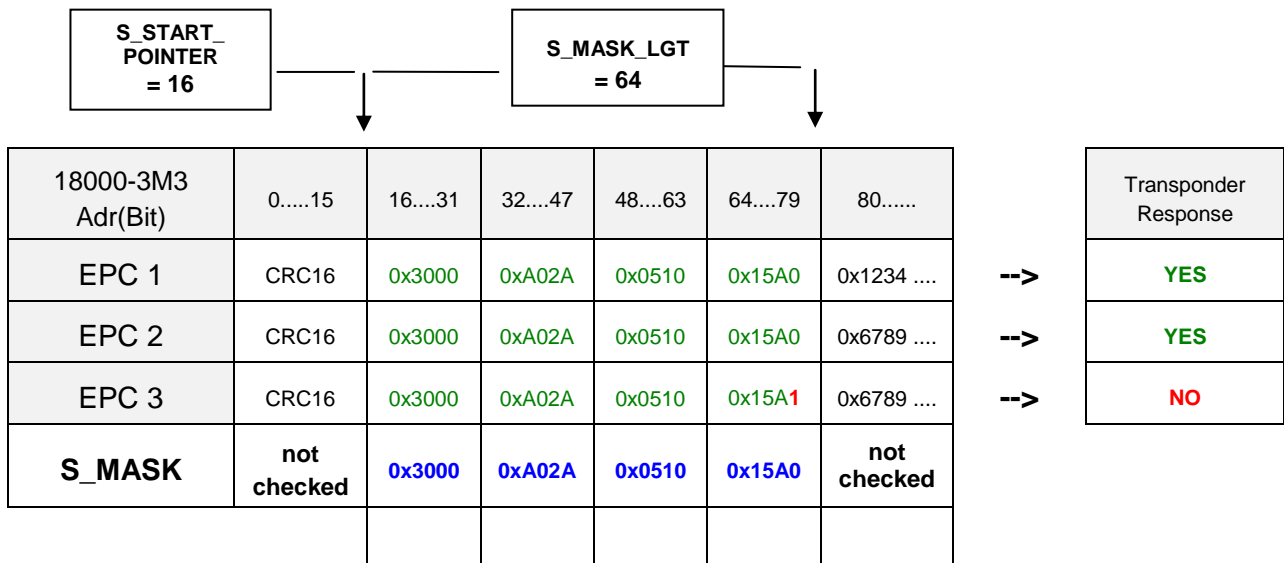 S_START_
POINTER
= 16
S_MASK_LGT
= 64
18000-3M3
Adr(Bit)
0.....15
16....31
32....47
48....63
64....79
80......
Transponder
Response
EPC 1
CRC16
0x3000
0xA02A
0x0510
0x15A0
0x1234 ....
-->
YES
EPC 2
CRC16
0x3000
0xA02A
0x0510
0x15A0
0x6789 ....
-->
YES
EPC 3
CRC16
0x3000
0xA02A
0x0510
0x15A1
0x6789 ....
-->
NO
S_MASK
not
checked
0x3000
0xA02A
0x0510
0x15A0
not
checked